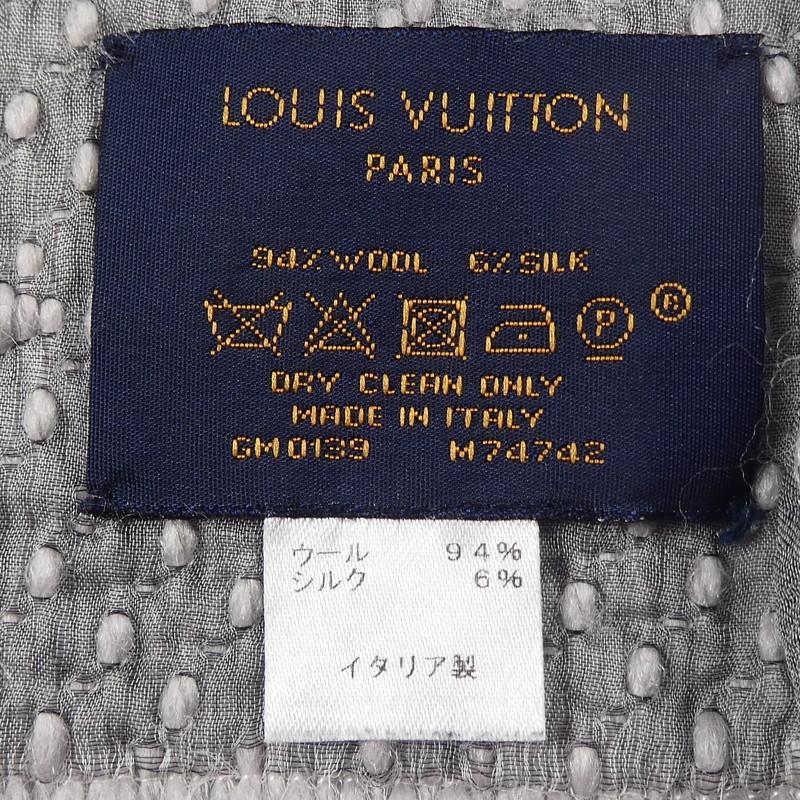 LOUIS VUITTON
PARIS
94% WOOL 6% SILK
P ®
DRY CLEAN ONLY
MADE IN ITALY
GM0139 M74742
ウール 94%
シルク 6%
イタリア製